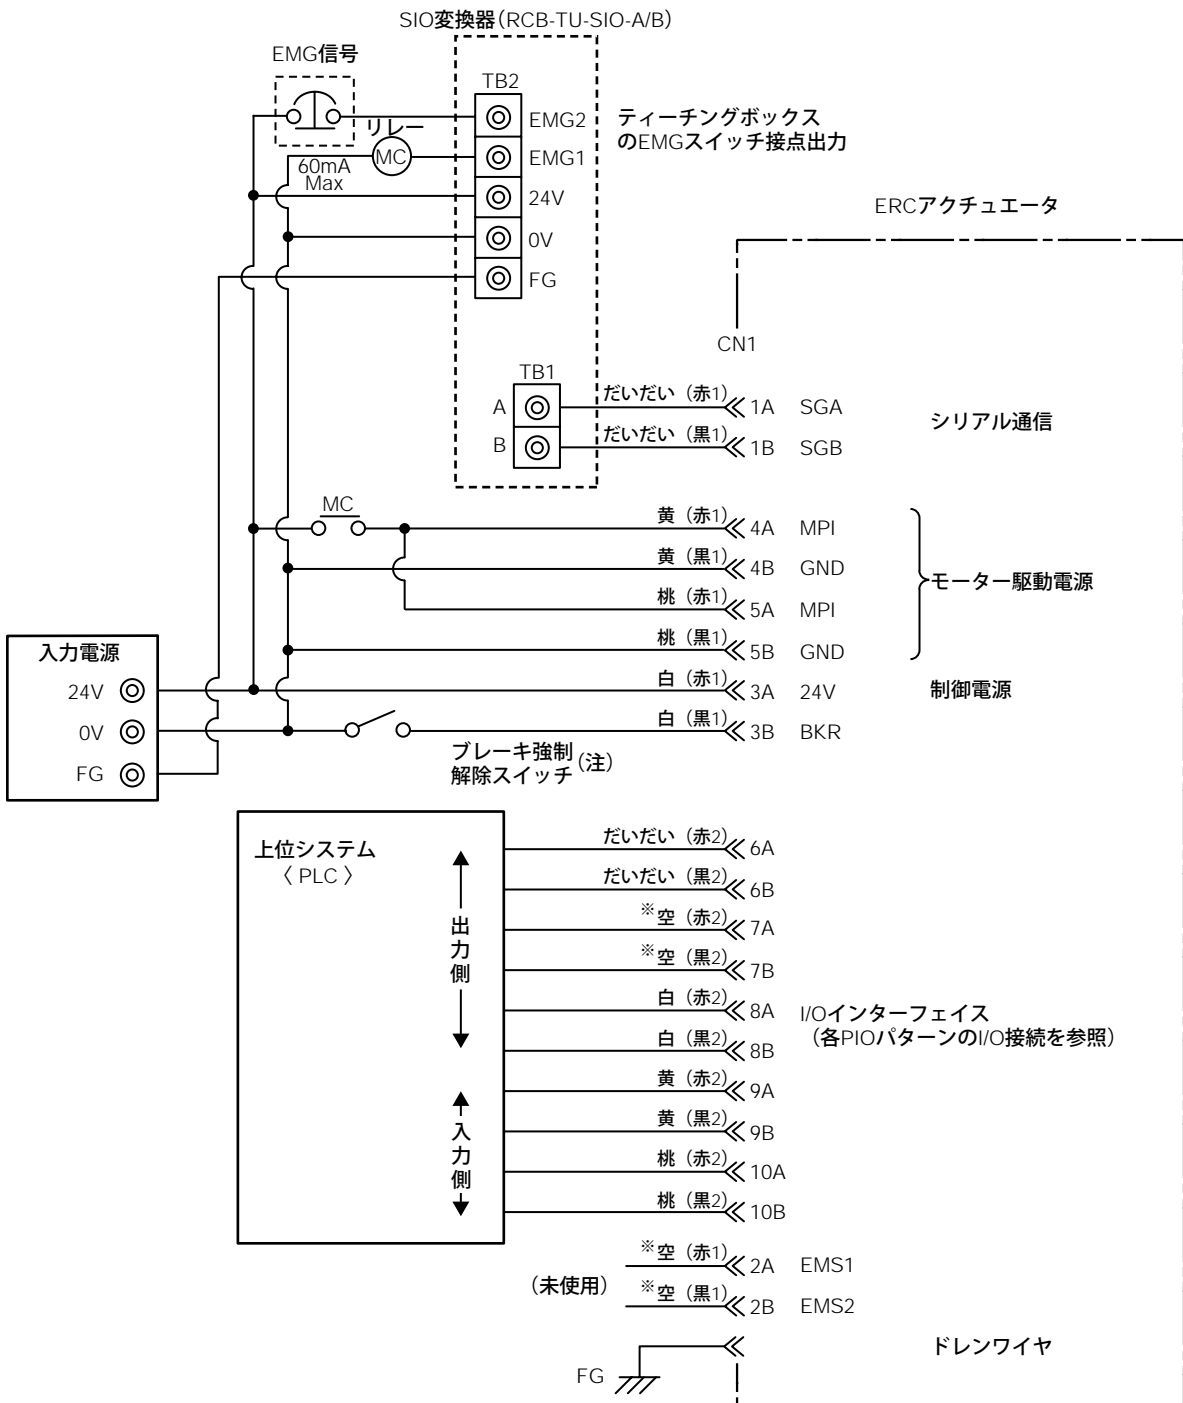 SIO変換器(RCB-TU-SIO-A/B)
EMG信号
TB2
リレー
MC
60mA
Max
EMG2
EMG1
24V
0V
FG
ティーチングボックス
のEMGスイッチ接点出力
ERCアクチュエータ
CN1
TB1
A
B
だいだい（赤1） 1A SGA
だいだい（黒1） 1B SGB
シリアル通信
MC
黄（赤1） 4A MPI
黄（黒1） 4B GND
桃（赤1） 5A MPI
桃（黒1） 5B GND
モーター駆動電源
入力電源
24V
0V
FG
白（赤1） 3A 24V
制御電源
白（黒1） 3B BKR
ブレーキ強制
解除スイッチ(注)
上位システム
〈 PLC 〉
出力側
入力側
だいだい（赤2） 6A
だいだい（黒2） 6B
※空（赤2） 7A
※空（黒2） 7B
白（赤2） 8A
白（黒2） 8B
黄（赤2） 9A
黄（黒2） 9B
桃（赤2） 10A
桃（黒2） 10B
I/Oインターフェイス
（各PIOパターンのI/O接続を参照）
（未使用）
※空（赤1） 2A EMS1
※空（黒1） 2B EMS2
ドレンワイヤ
FG